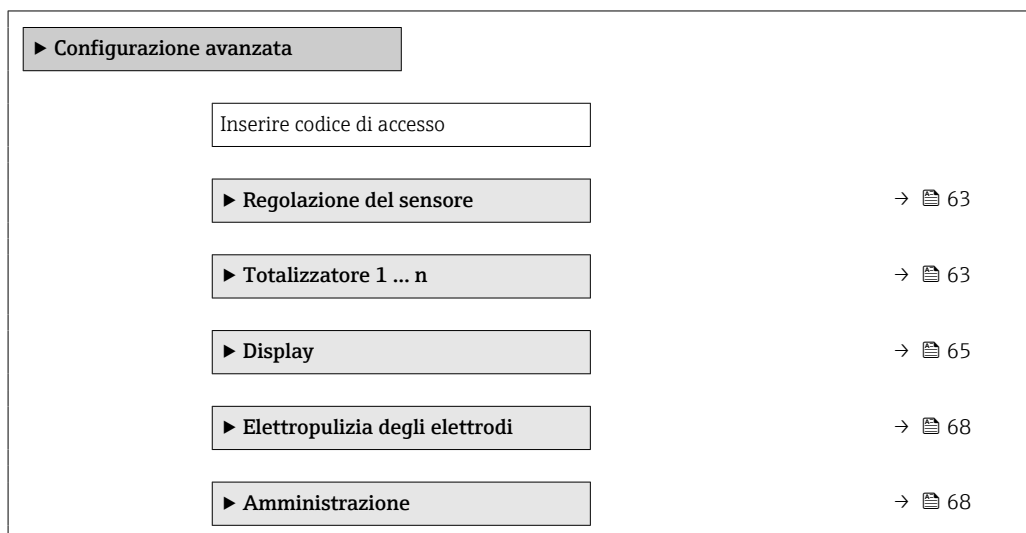 ▶ Configurazione avanzata
Inserire codice di accesso
▶ Regolazione del sensore → 63
▶ Totalizzatore 1 ... n → 63
▶ Display → 65
▶ Elettropulizia degli elettrodi → 68
▶ Amministrazione → 68